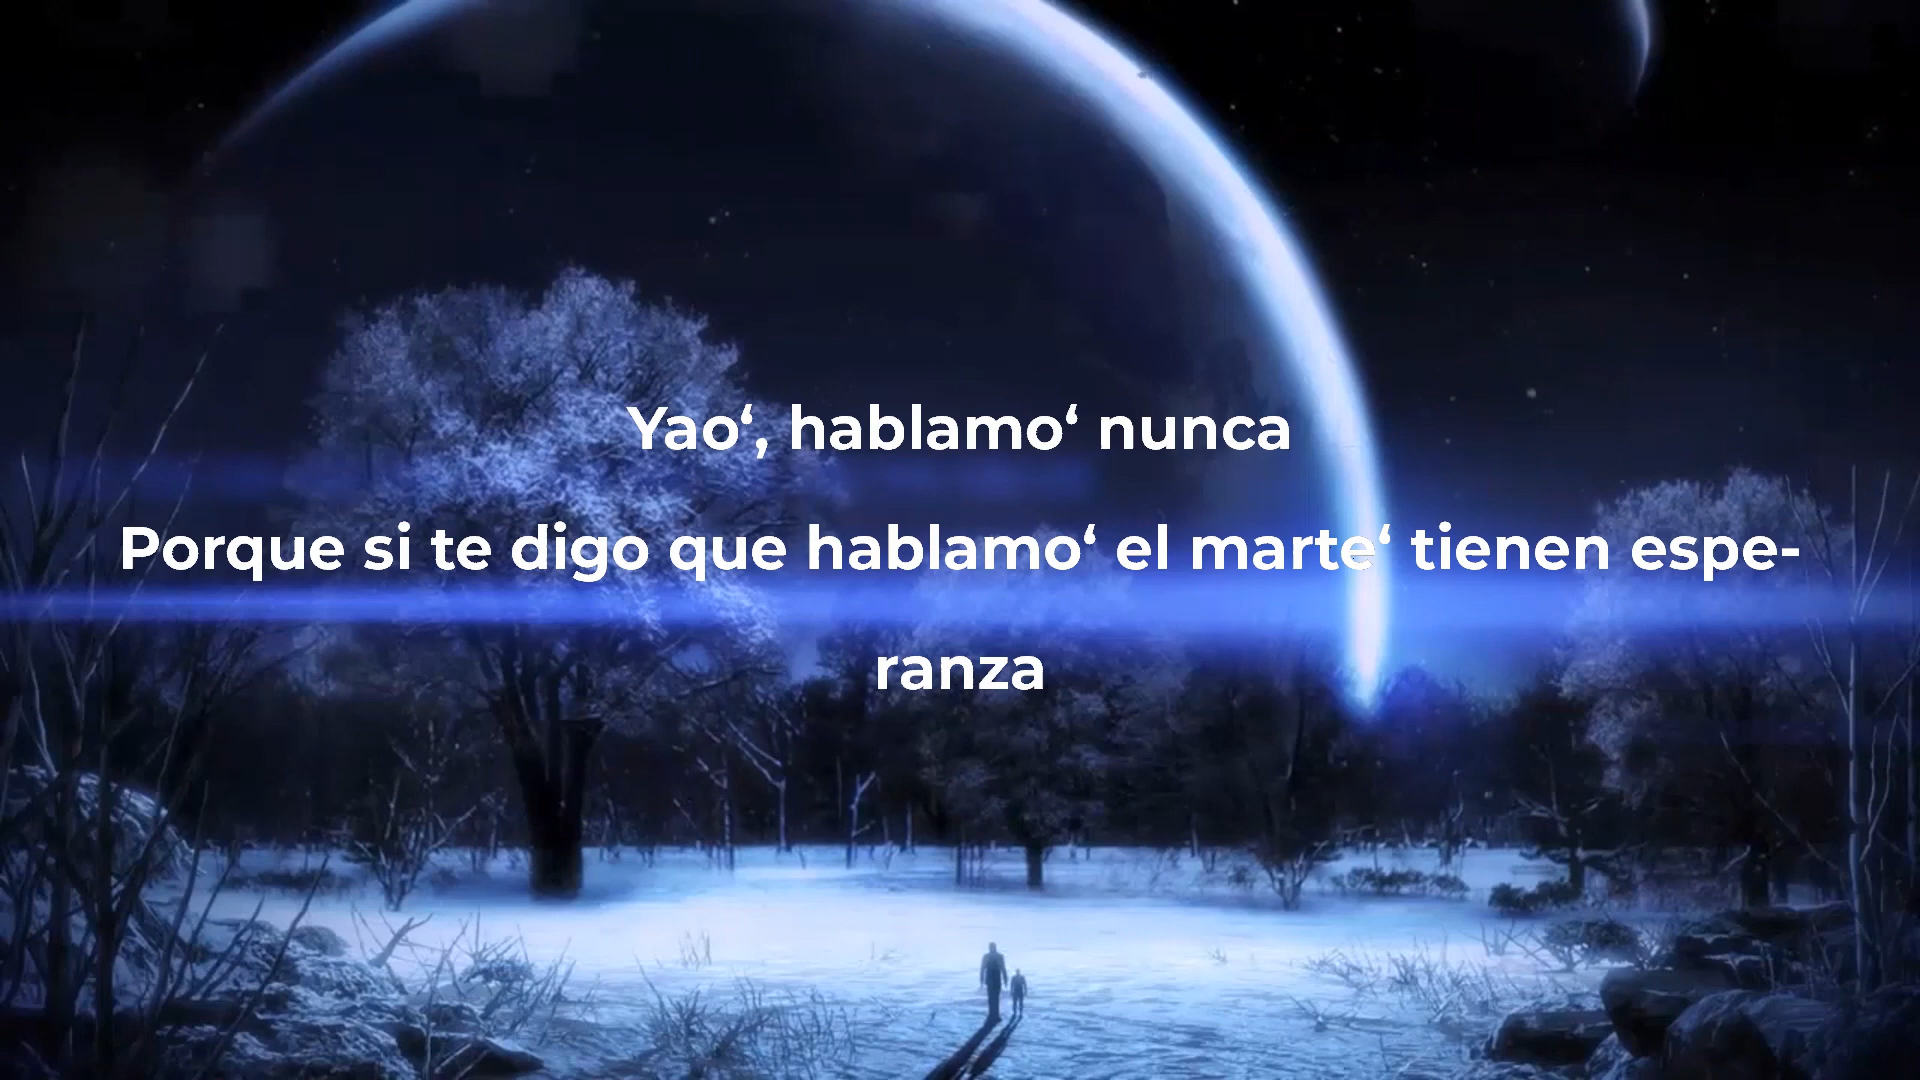 Yao‘, hablamo‘ nunca
Porque si te digo que hablamo‘ el marte‘ tienen espe-
ranza